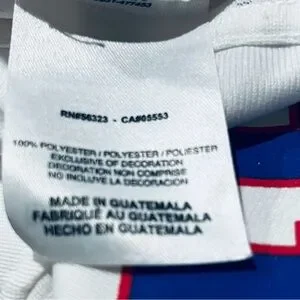 RN#56323 - CA#05553
100% POLYESTER / POLYESTER / POLIESTER
EXCLUSIVE OF DECORATION
DECORATION NON COMPRISE
NO INCLUYE LA DECORACION
MADE IN GUATEMALA
FABRIQUÉ AU GUATEMALA
HECHO EN GUATEMALA